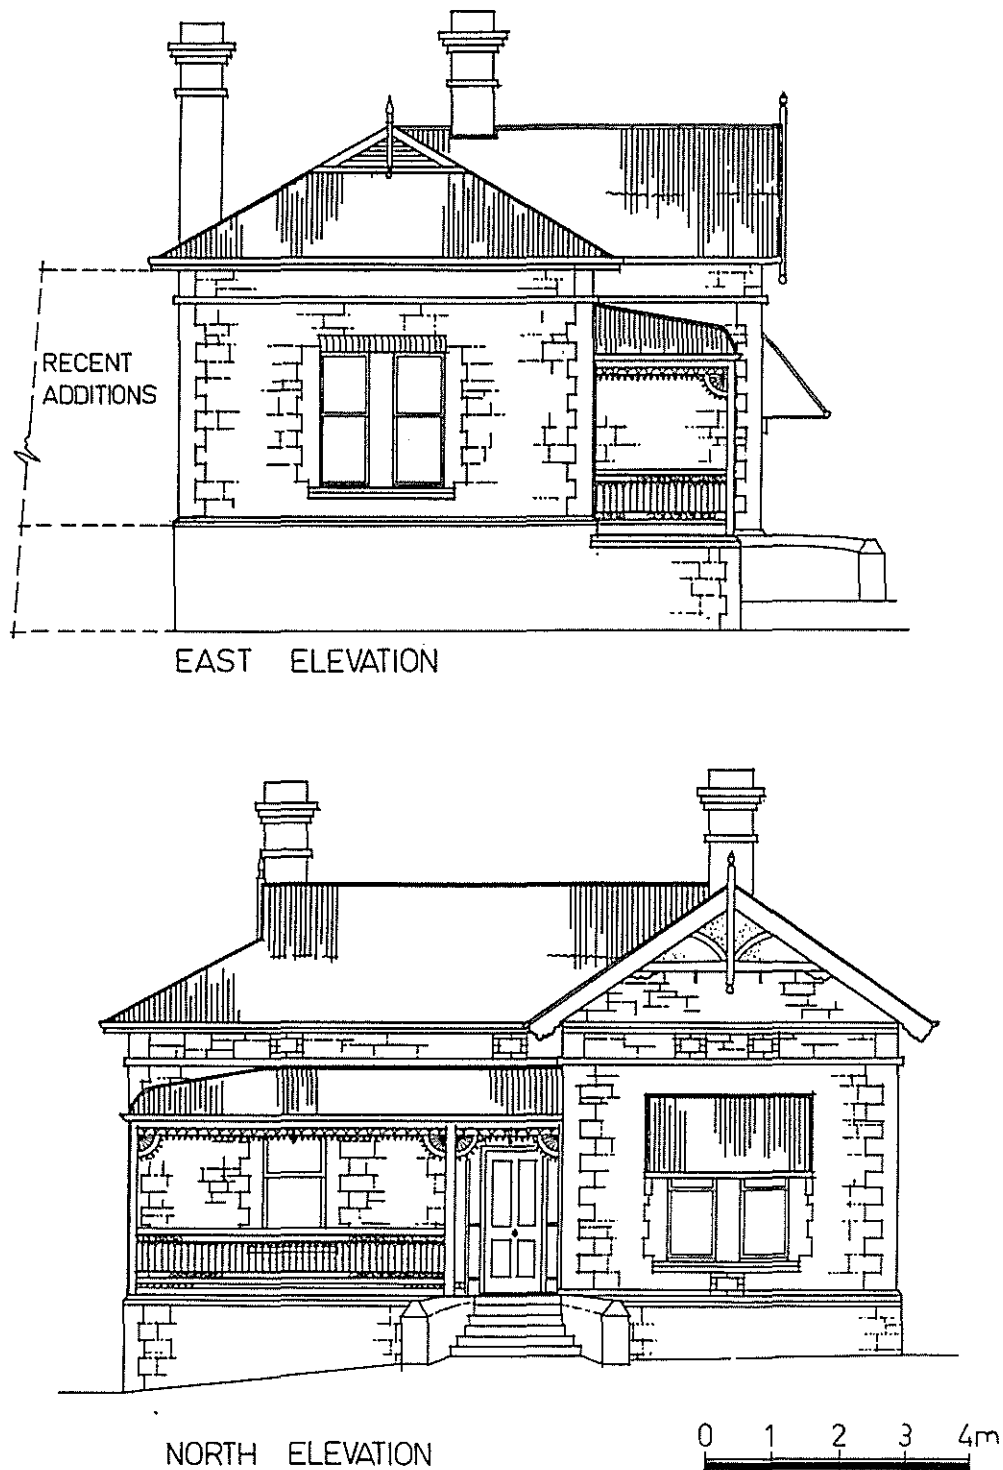 RECENT
ADDITIONS
EAST ELEVATION
NORTH ELEVATION
0 1 2 3 4m